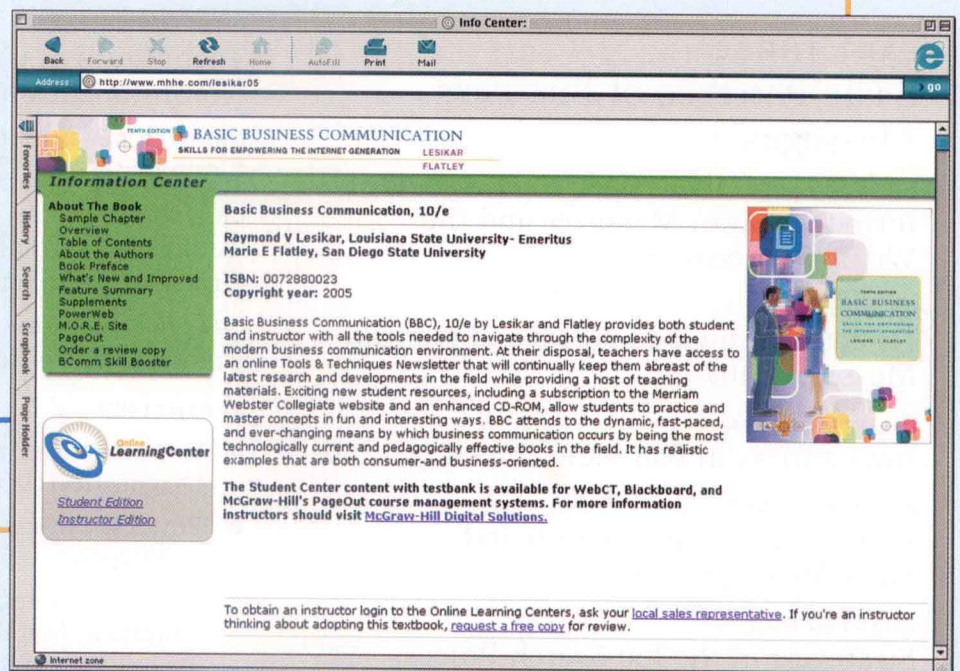 Info Center:
Back Forward Stop Refresh Home AutoFill Print Mail
Address: http://www.mhhe.com/lesikar05 go
Favorites
History
Search
Scrapbook
Page Holder
TENTH EDITION BASIC BUSINESS COMMUNICATION
SKILLS FOR EMPOWERING THE INTERNET GENERATION LESIKAR
FLATLEY
Information Center
About The Book
Sample Chapter
Overview
Table of Contents
About the Authors
Book Preface
What's New and Improved
Feature Summary
Supplements
PowerWeb
M.O.R.E. Site
PageOut
Order a review copy
BComm Skill Booster
Online
LearningCenter
Student Edition
Instructor Edition
Basic Business Communication, 10/e
Raymond V Lesikar, Louisiana State University- Emeritus
Marie E Flatley, San Diego State University
ISBN: 0072880023
Copyright year: 2005
Basic Business Communication (BBC), 10/e by Lesikar and Flatley provides both student
and instructor with all the tools needed to navigate through the complexity of the
modern business communication environment. At their disposal, teachers have access to
an online Tools & Techniques Newsletter that will continually keep them abreast of the
latest research and developments in the field while providing a host of teaching
materials. Exciting new student resources, including a subscription to the Merriam
Webster Collegiate website and an enhanced CD-ROM, allow students to practice and
master concepts in fun and interesting ways. BBC attends to the dynamic, fast-paced,
and ever-changing means by which business communication occurs by being the most
technologically current and pedagogically effective books in the field. It has realistic
examples that are both consumer-and business-oriented.
The Student Center content with testbank is available for WebCT, Blackboard, and
McGraw-Hill's PageOut course management systems. For more information
instructors should visit McGraw-Hill Digital Solutions.
TENTH EDITION
BASIC BUSINESS
COMMUNICATION
SKILLS FOR EMPOWERING
THE INTERNET GENERATION
LESIKAR | FLATLEY
To obtain an instructor login to the Online Learning Centers, ask your local sales representative. If you're an instructor
thinking about adopting this textbook, request a free copy for review.
Internet zone